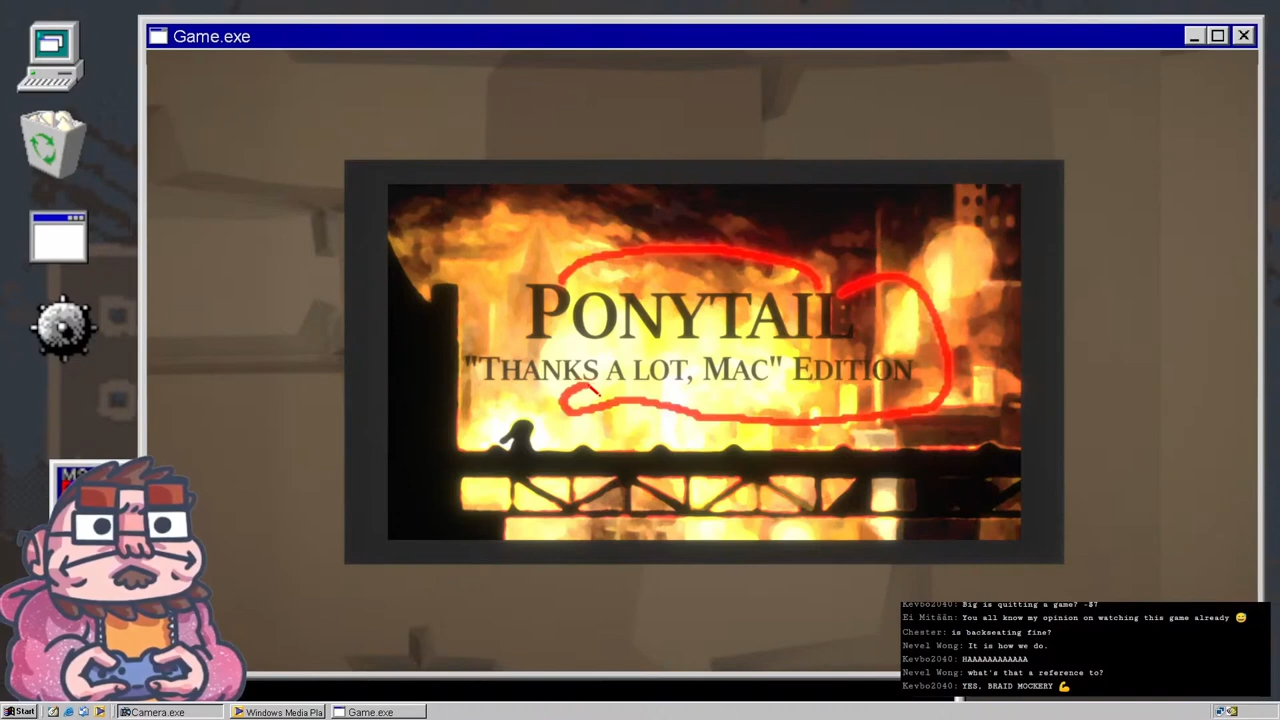 Game.exe
PONYTAIL
"THANKS A LOT, MAC" EDITION
Kevbo2040: Big is quitting a game? -$7
Ei Mitään: You all know my opinion on watching this game already 😅
Chester: is backseating fine?
Nevel Wong: It is how we do.
Kevbo2040: HAAAAAAAAAAAA
Nevel Wong: what's that a reference to?
Kevbo2040: YES, BRAID MOCKERY 💪
Start Camera.exe Windows Media Pla Game.exe